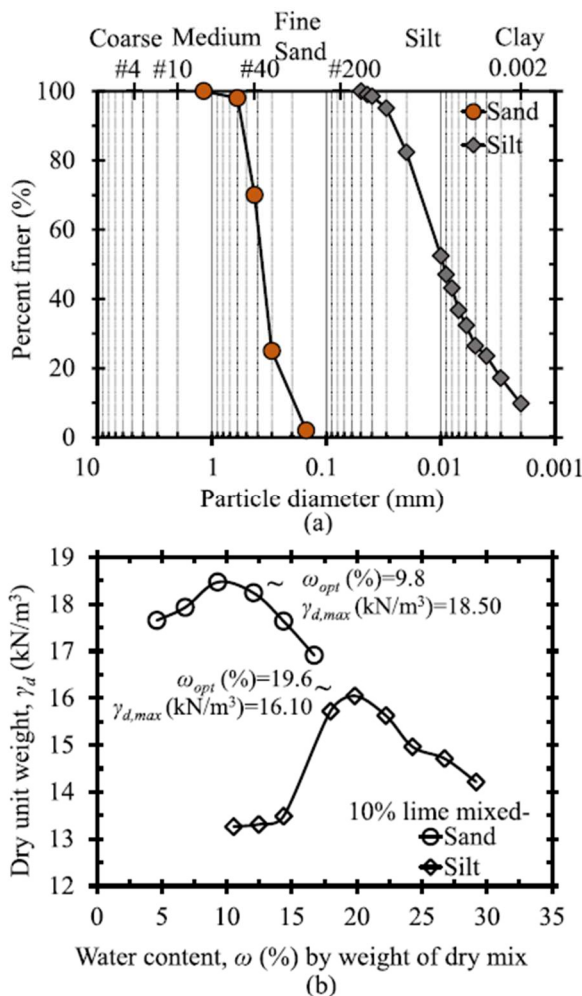 Coarse Medium Fine Sand Silt Clay
#4 #10 #40 #200 0.002
100
80
60
40
20
0
Percent finer (%)
Sand
Silt
10 1 0.1 0.01 0.001
Particle diameter (mm)
(a)
19
18
17
16
15
14
13
12
Dry unit weight, γd (kN/m³)
~ ωopt (%)=9.8
γd,max (kN/m³)=18.50
ωopt (%)=19.6 ~
γd,max (kN/m³)=16.10
10% lime mixed-
Sand
Silt
0 5 10 15 20 25 30 35
Water content, ω (%) by weight of dry mix
(b)